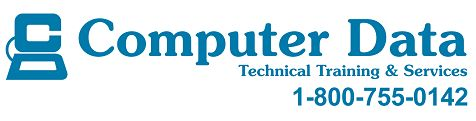 Computer Data
Technical Training & Services
1-800-755-0142